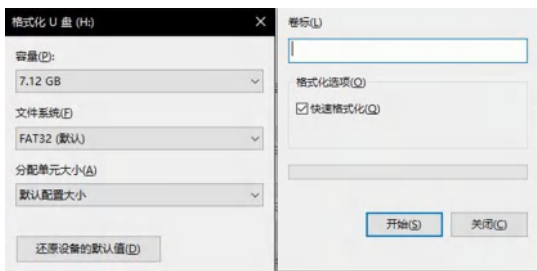 格式化 U 盘 (H:)
容量(P):
7.12 GB
文件系统(F)
FAT32 (默认)
分配单元大小(A)
默认配置大小
还原设备的默认值(D)
卷标(L)
格式化选项(O)
快速格式化(Q)
开始(S)
关闭(C)